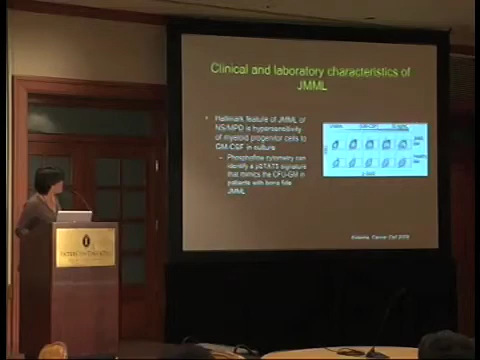 Clinical and laboratory characteristics of
JMML
• Hallmark feature of JMML of
NS/MPD is hypersensitivity
of myeloid progenitor cells to
GM-CSF in culture
– Phosphoflow cytometry can
identify a pSTAT5 signature
that mimics the CFU-GM in
patients with bona fide
JMML
Cancer Cell 2008